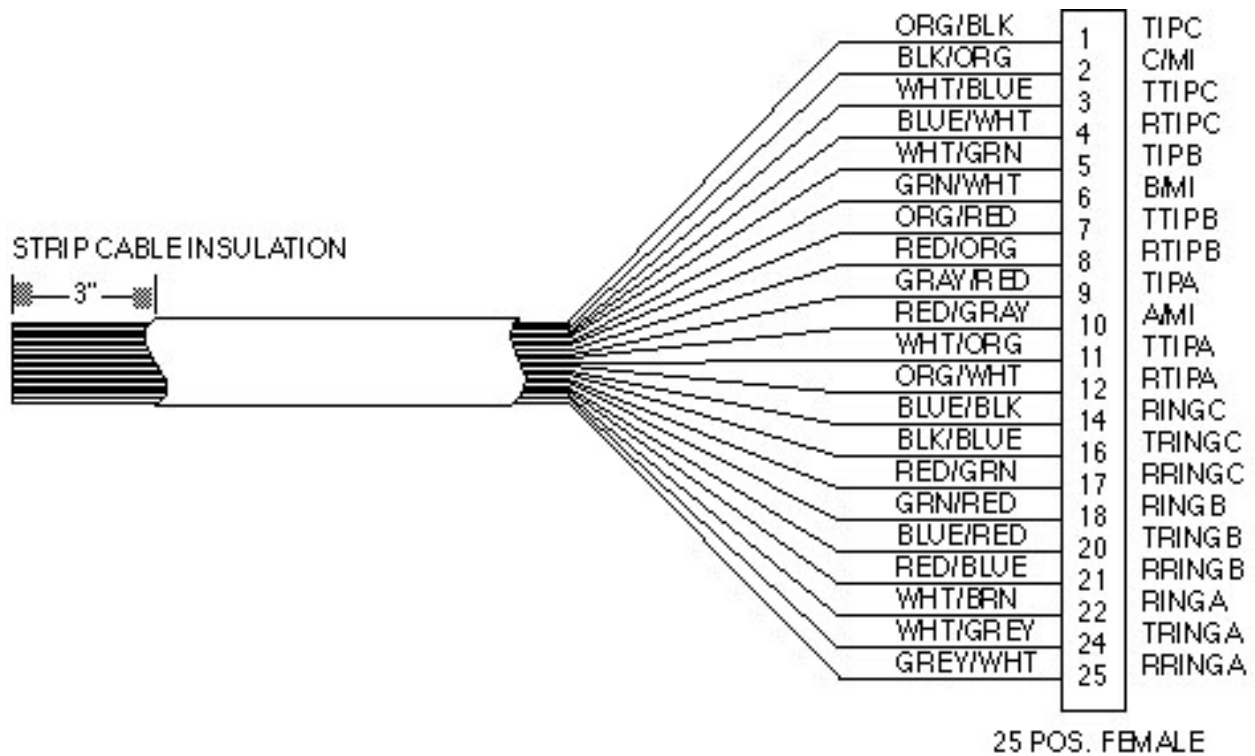 ORG/BLK 1 TIPC
BLK/ORG 2 C/MI
WHT/BLUE 3 TTIPC
BLUE/WHT 4 RTIPC
WHT/GRN 5 TIPB
GRN/WHT 6 B/MI
ORG/RED 7 TTIPB
RED/ORG 8 RTIPB
STRIP CABLE INSULATION
3"
GRAY/RED 9 TIPA
RED/GRAY 10 A/MI
WHT/ORG 11 TTIPA
ORG/WHT 12 RTIPA
BLUE/BLK 14 RINGC
BLK/BLUE 16 TRINGC
RED/GRN 17 RRINGC
GRN/RED 18 RINGB
BLUE/RED 20 TRINGB
RED/BLUE 21 RRINGB
WHT/BRN 22 RINGA
WHT/GREY 24 TRINGA
GREY/WHT 25 RRINGA
25 POS. FEMALE